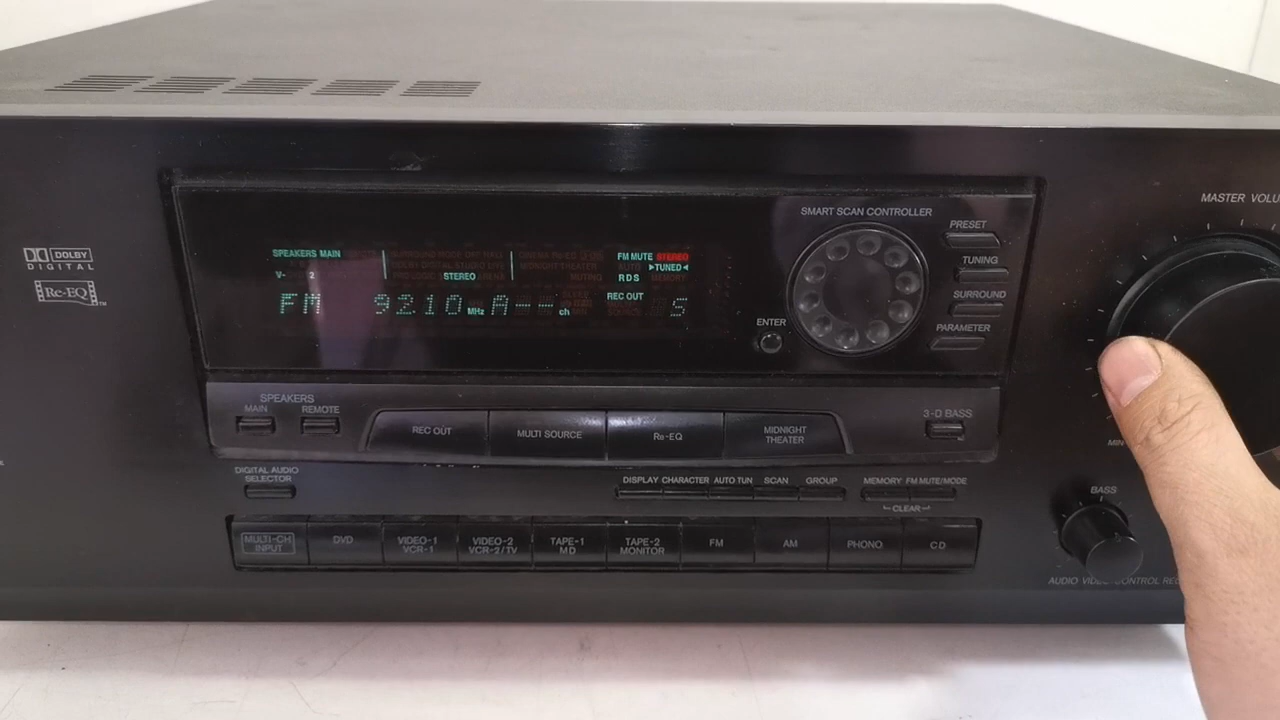 DOLBY
DIGITAL
Re-EQ™
SPEAKERS MAIN
V- 2
STEREO
FM MUTE STEREO
▶TUNED◀
RDS
REC OUT
FM 92.10 MHz A-- ch S
SMART SCAN CONTROLLER
PRESET
TUNING
SURROUND
PARAMETER
ENTER
MASTER
MIN
SPEAKERS
MAIN REMOTE
REC OUT
MULTI SOURCE
Re-EQ
MIDNIGHT
THEATER
3-D BASS
DIGITAL AUDIO
SELECTOR
DISPLAY CHARACTER AUTO TUN SCAN GROUP MEMORY FM MUTE/MODE
CLEAR
MULTI-CH
INPUT
DVD
VIDEO-1
VCR-1
VIDEO-2
VCR-2/TV
TAPE-1
MD
TAPE-2
MONITOR
FM
AM
PHONO
CD
BASS
AUDIO VIDEO CONTROL